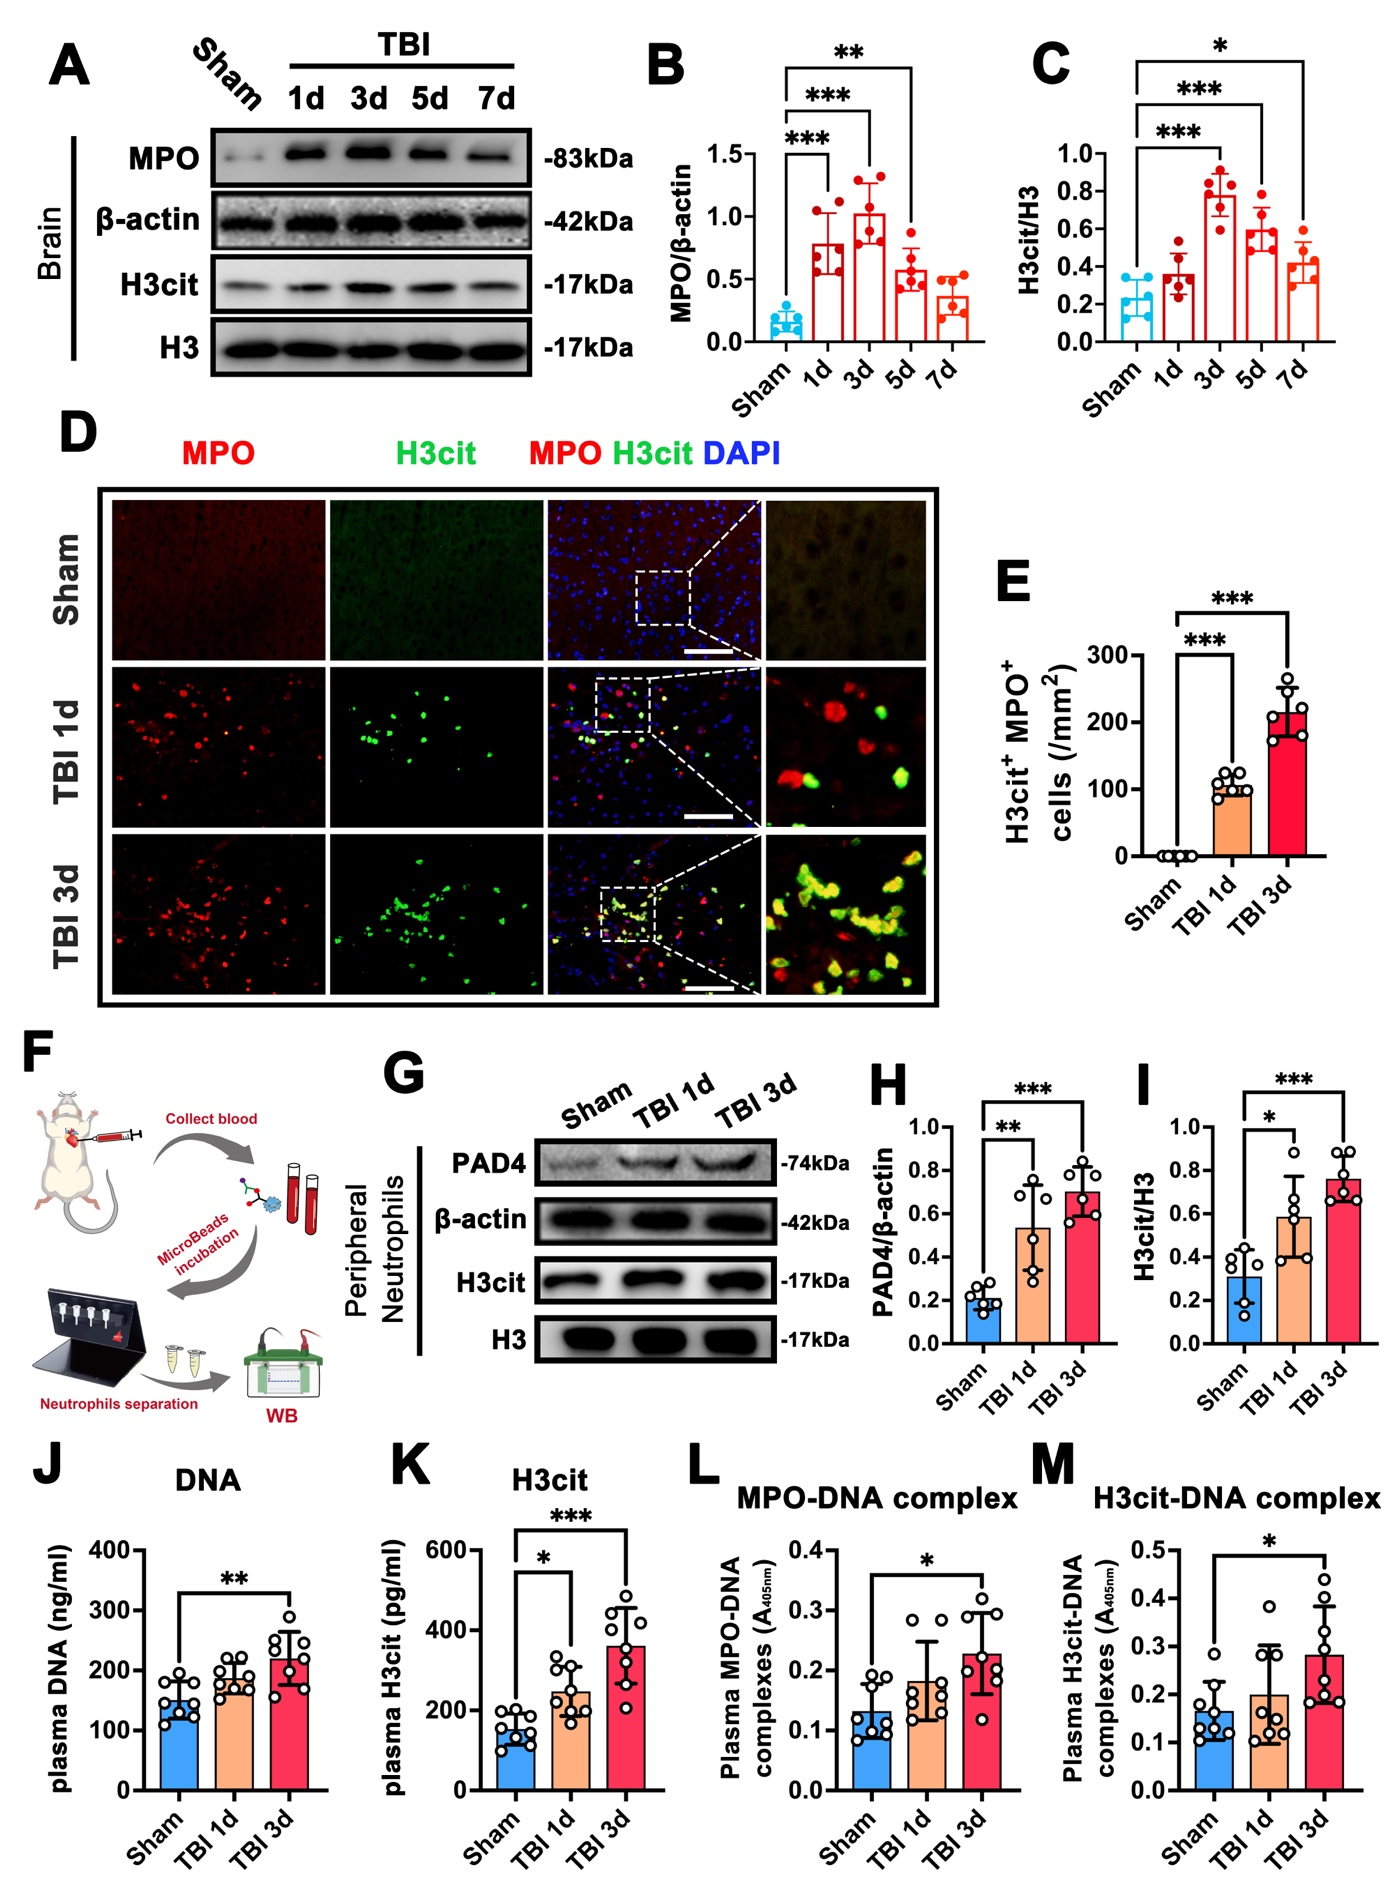 A
Sham
TBI
1d 3d 5d 7d
Brain
MPO -83kDa
β-actin -42kDa
H3cit -17kDa
H3 -17kDa
B
**
***
***
MPO/β-actin
1.5
1.0
0.5
0.0
Sham 1d 3d 5d 7d
C
*
***
***
H3cit/H3
1.0
0.8
0.6
0.4
0.2
0.0
Sham 1d 3d 5d 7d
D
MPO H3cit MPO H3cit DAPI
Sham
TBI 1d
TBI 3d
E
***
***
H3cit+ MPO+
cells (/mm2)
300
200
100
0
Sham TBI 1d TBI 3d
F
Collect blood
MicroBeads
incubation
Neutrophils separation
WB
G
Sham TBI 1d TBI 3d
Peripheral
Neutrophils
PAD4 -74kDa
β-actin -42kDa
H3cit -17kDa
H3 -17kDa
H
***
**
PAD4/β-actin
1.0
0.8
0.6
0.4
0.2
0.0
Sham TBI 1d TBI 3d
I
***
*
H3cit/H3
1.0
0.8
0.6
0.4
0.2
0.0
Sham TBI 1d TBI 3d
J
DNA
**
plasma DNA (ng/ml)
400
300
200
100
0
Sham TBI 1d TBI 3d
K
H3cit
***
*
plasma H3cit (pg/ml)
600
400
200
0
Sham TBI 1d TBI 3d
L
MPO-DNA complex
*
Plasma MPO-DNA
complexes (A405nm)
0.4
0.3
0.2
0.1
0.0
Sham TBI 1d TBI 3d
M
H3cit-DNA complex
*
Plasma H3cit-DNA
complexes (A405nm)
0.5
0.4
0.3
0.2
0.1
0.0
Sham TBI 1d TBI 3d